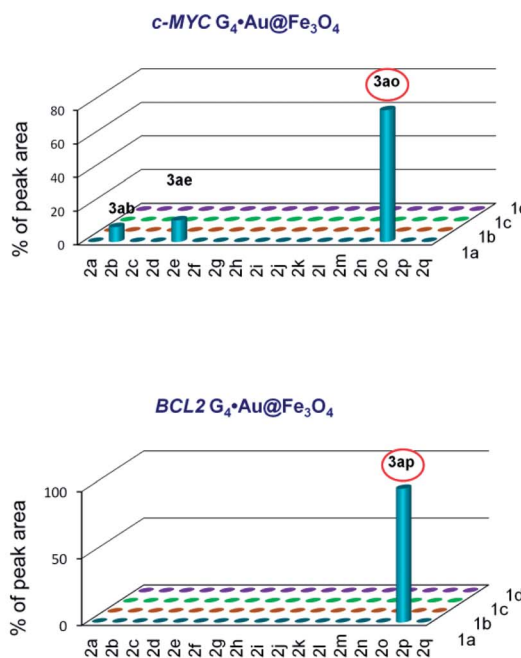 c-MYC G₄•Au@Fe₃O₄
3ao
80
3ae
60
40
3ab
20
0
% of peak area
2a 2b 2c 2d 2e 2f 2g 2h 2i 2j 2k 2l 2m 2n 2o 2p 2q
1a
1b
1c
1d
BCL2 G₄•Au@Fe₃O₄
3ap
100
50
0
% of peak area
2a 2b 2c 2d 2e 2f 2g 2h 2i 2j 2k 2l 2m 2n 2o 2p 2q
1a
1b
1c
1d